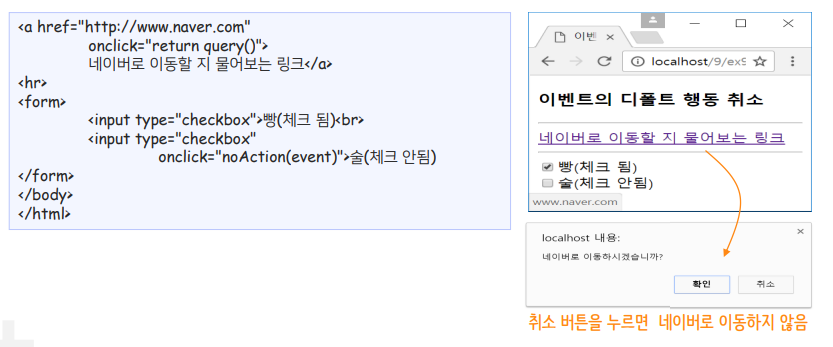 <a href="http://www.naver.com"
onclick="return query()">
네이버로 이동할 지 물어보는 링크</a>
<hr>
<form>
<input type="checkbox">빵(체크 됨)<br>
<input type="checkbox"
onclick="noAction(event)">술(체크 안됨)
</form>
</body>
</html>
이벤
localhost/9/ex9
이벤트의 디폴트 행동 취소
네이버로 이동할 지 물어보는 링크
빵(체크 됨)
술(체크 안됨)
www.naver.com
localhost 내용:
네이버로 이동하시겠습니까?
확인 취소
취소 버튼을 누르면 네이버로 이동하지 않음